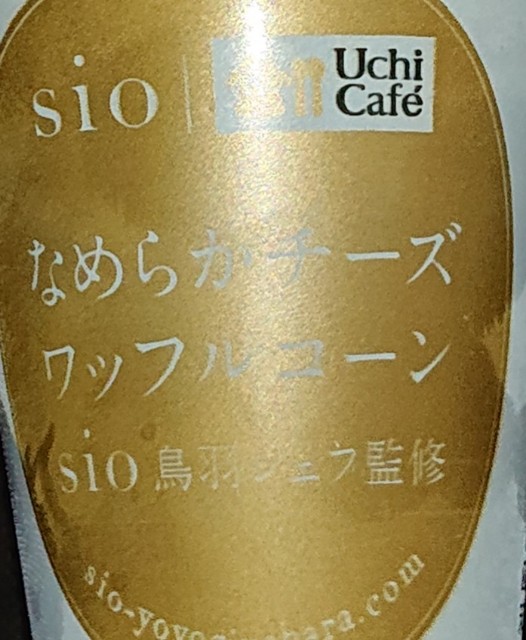 sio Uchi
Café
なめらかチーズ
ワッフルコーン
sio 鳥羽シェフ監修